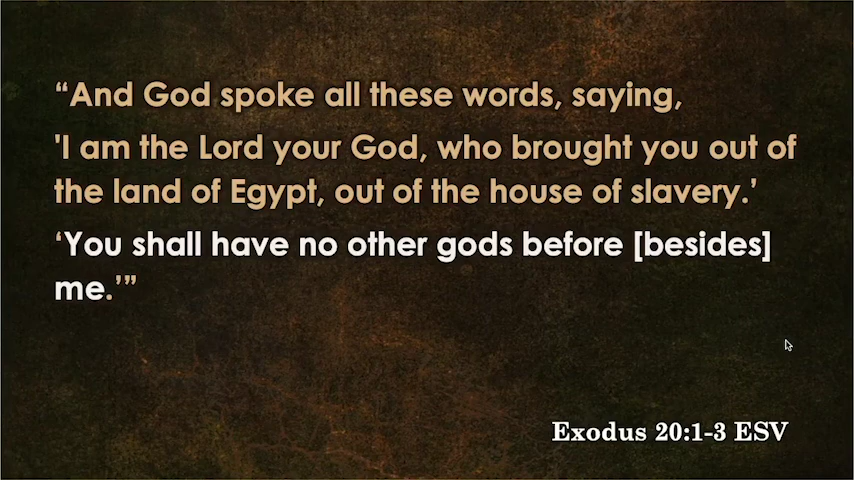 “And God spoke all these words, saying,
'I am the Lord your God, who brought you out of
the land of Egypt, out of the house of slavery.’
‘You shall have no other gods before [besides]
me.’”
Exodus 20:1-3 ESV